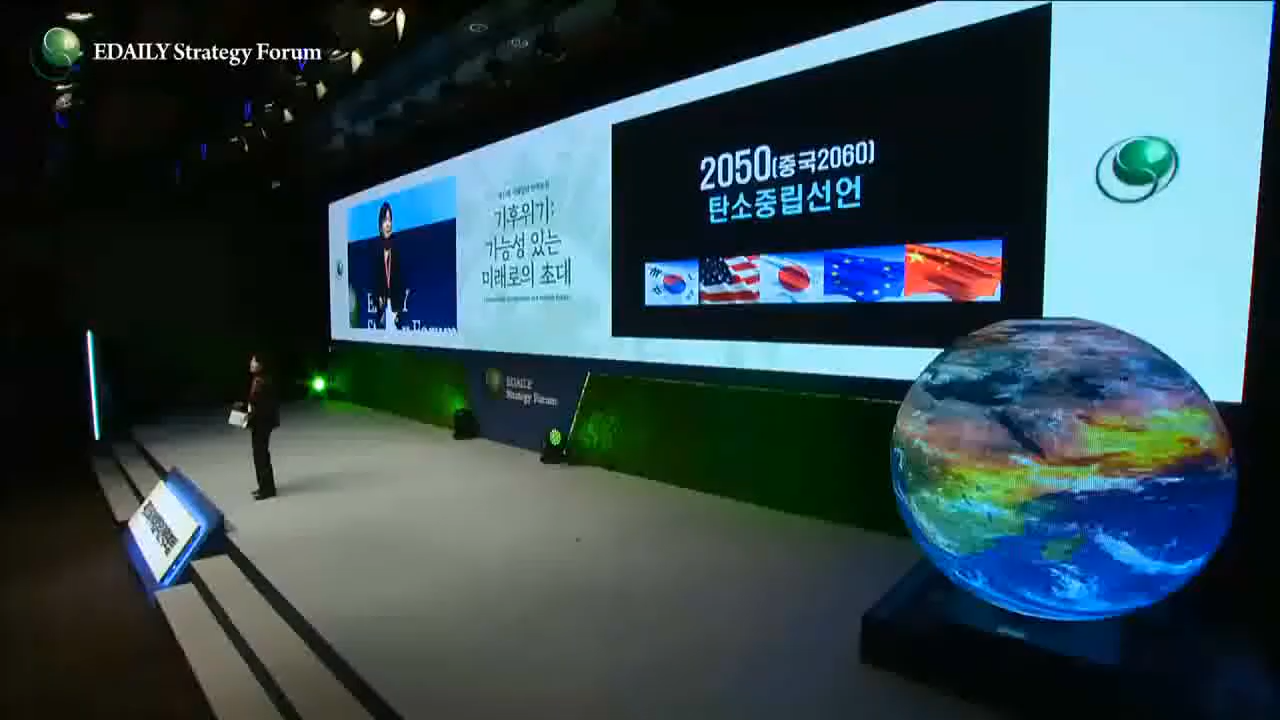 EDAILY Strategy Forum
기후위기:
가능성 있는
미래로의 초대
2050(중국2060)
탄소중립선언
EDAILY
Strategy Forum